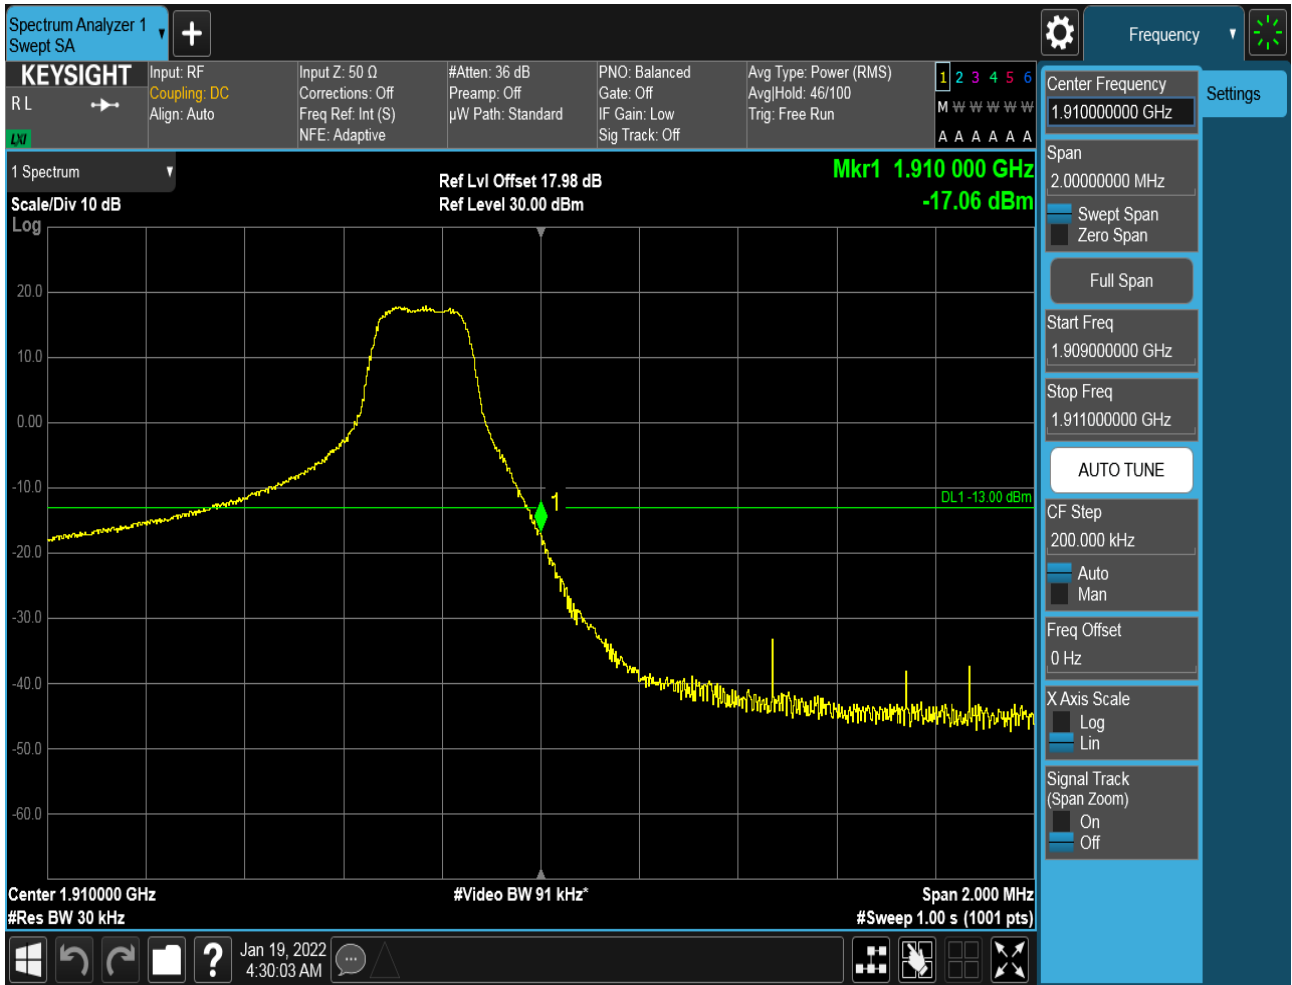 Spectrum Analyzer 1
Swept SA
Frequency
KEYSIGHT
R L
LXI
Input: RF
Coupling: DC
Align: Auto
Input Z: 50 Ω
Corrections: Off
Freq Ref: Int (S)
NFE: Adaptive
#Atten: 36 dB
Preamp: Off
µW Path: Standard
PNO: Balanced
Gate: Off
IF Gain: Low
Sig Track: Off
Avg Type: Power (RMS)
Avg|Hold: 46/100
Trig: Free Run
1 2 3 4 5 6
M W W W W W
A A A A A A
1 Spectrum
Scale/Div 10 dB
Log
Ref Lvl Offset 17.98 dB
Ref Level 30.00 dBm
Mkr1 1.910 000 GHz
-17.06 dBm
20.0
10.0
0.00
-10.0
-20.0
-30.0
-40.0
-50.0
-60.0
1
DL1 -13.00 dBm
Center 1.910000 GHz
#Res BW 30 kHz
#Video BW 91 kHz*
Span 2.000 MHz
#Sweep 1.00 s (1001 pts)
Center Frequency
1.910000000 GHz
Settings
Span
2.00000000 MHz
Swept Span
Zero Span
Full Span
Start Freq
1.909000000 GHz
Stop Freq
1.911000000 GHz
AUTO TUNE
CF Step
200.000 kHz
Auto
Man
Freq Offset
0 Hz
X Axis Scale
Log
Lin
Signal Track
(Span Zoom)
On
Off
?
Jan 19, 2022
4:30:03 AM